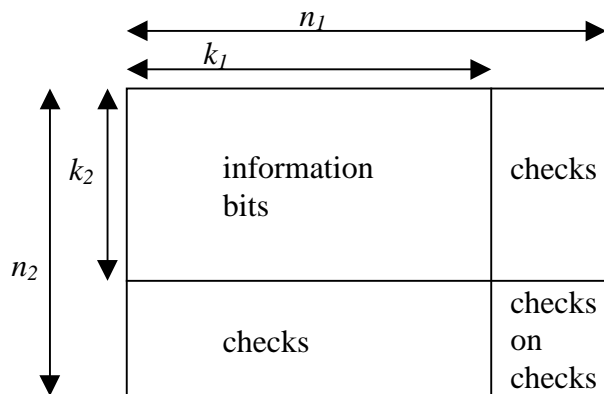 n₁
k₁
k₂
information
bits
checks
n₂
checks
checks
on
checks